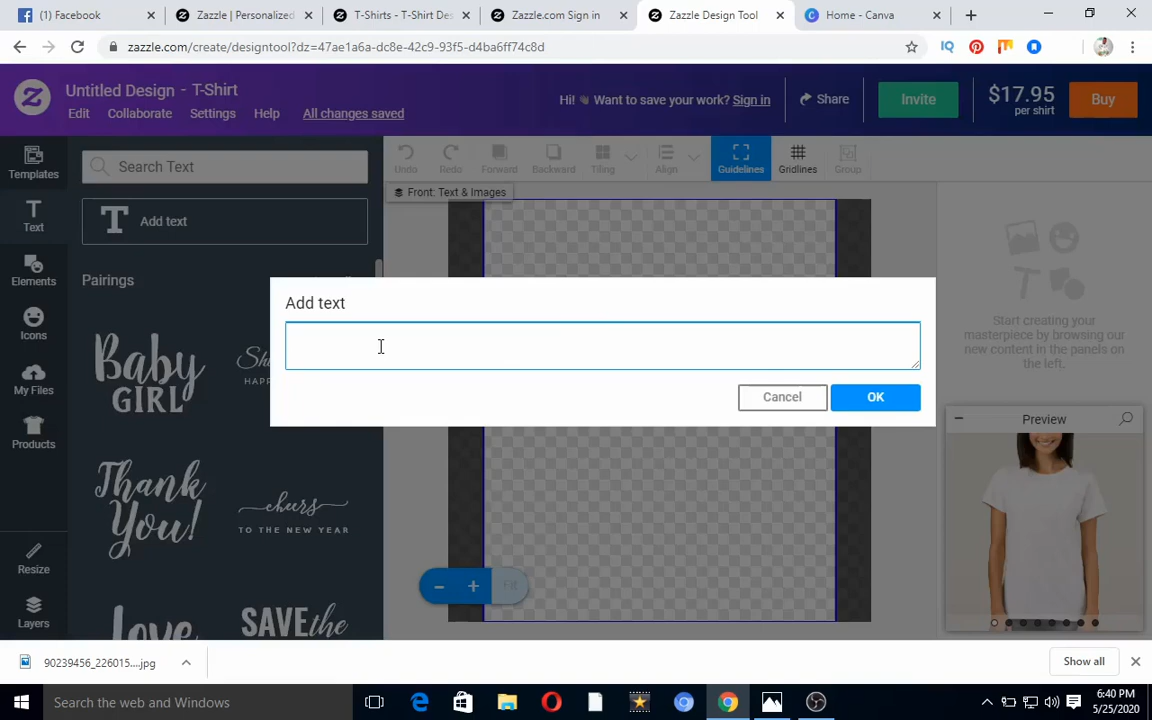 Facebook
Zazzle | Personalized
T-Shirts - T-Shirt Des
Zazzle.com Sign in
Zazzle Design Tool
Home - Canva
zazzle.com/create/designtool?dz=47ae1a6a-dc8e-42c9-93f5-d4ba6ff74c8d
Untitled Design - T-Shirt
Edit Collaborate Settings Help All changes saved
Hi! Want to save your work? Sign in
Share
Invite
$17.95
per shirt
Buy
Templates
Text
Elements
Icons
My Files
Products
Resize
Layers
Search Text
Add text
Pairings
Baby
GIRL
Thank
You!
cheers
TO THE NEW YEAR
Love
SAVE the
Undo
Redo
Forward
Backward
Tiling
Align
Guidelines
Gridlines
Group
Front: Text & Images
Add text
Cancel
OK
Fit
Start creating your
masterpiece by browsing our
new content in the panels on
the left.
Preview
90239456_226015....jpg
Show all
Search the web and Windows
6:40 PM
5/25/2020